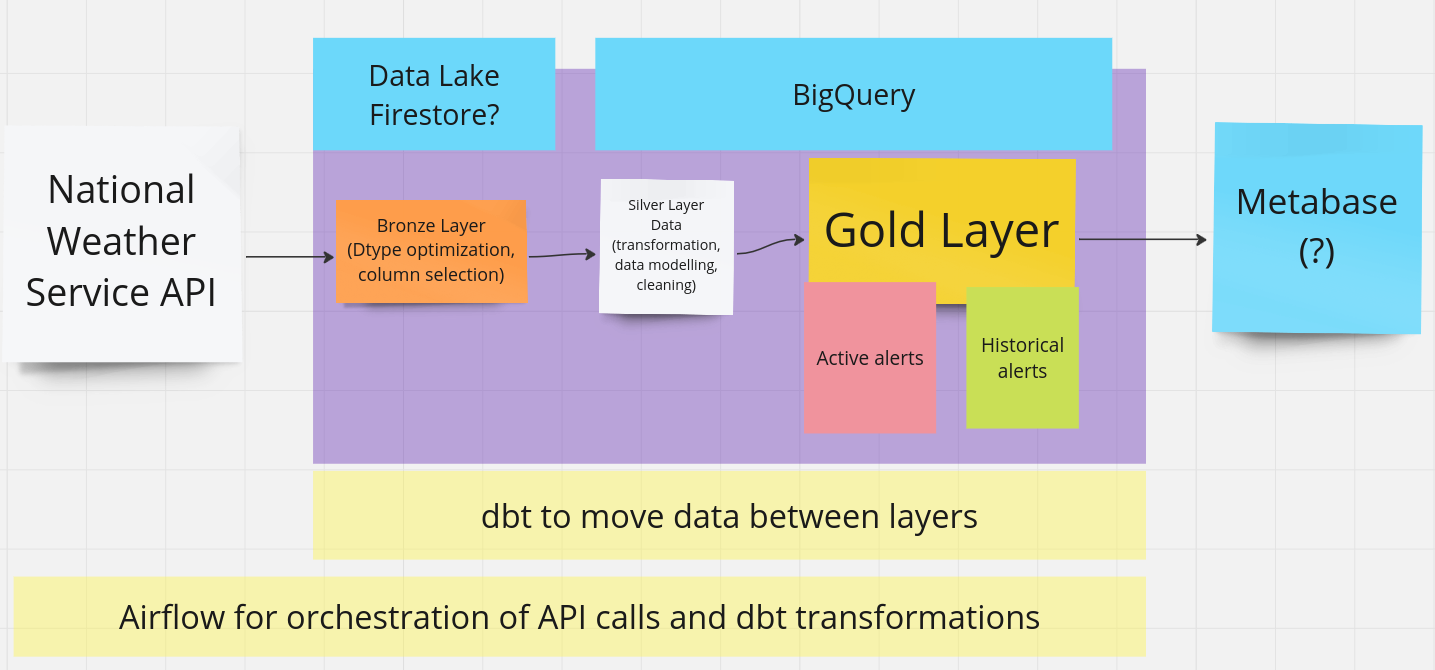 Data Lake
Firestore?
BigQuery
National
Weather
Service API
Bronze Layer
(Dtype optimization,
column selection)
Silver Layer
Data
(transformation,
data modelling,
cleaning)
Gold Layer
Active alerts
Historical
alerts
Metabase
(?)
dbt to move data between layers
Airflow for orchestration of API calls and dbt transformations